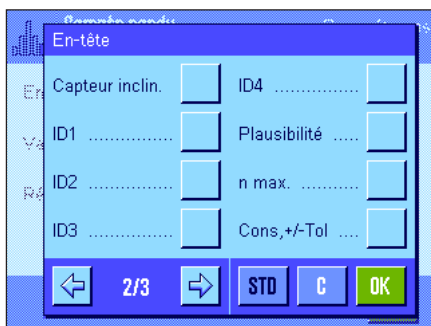 En-tête
Capteur inclin.
ID4 ...............
ID1 ...............
Plausibilité .....
ID2 ...............
n max. ..........
ID3 ...............
Cons,+/-Tol ....
2/3
STD
C
OK